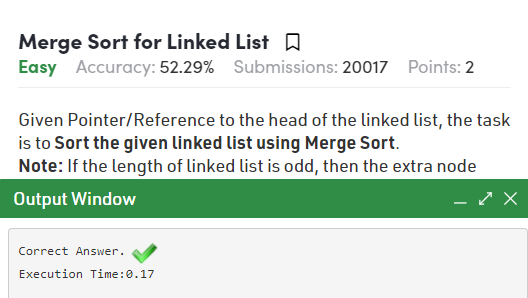 Merge Sort for Linked List
Easy Accuracy: 52.29% Submissions: 20017 Points: 2
Given Pointer/Reference to the head of the linked list, the task
is to Sort the given linked list using Merge Sort.
Note: If the length of linked list is odd, then the extra node
Output Window
Correct Answer.
Execution Time:0.17